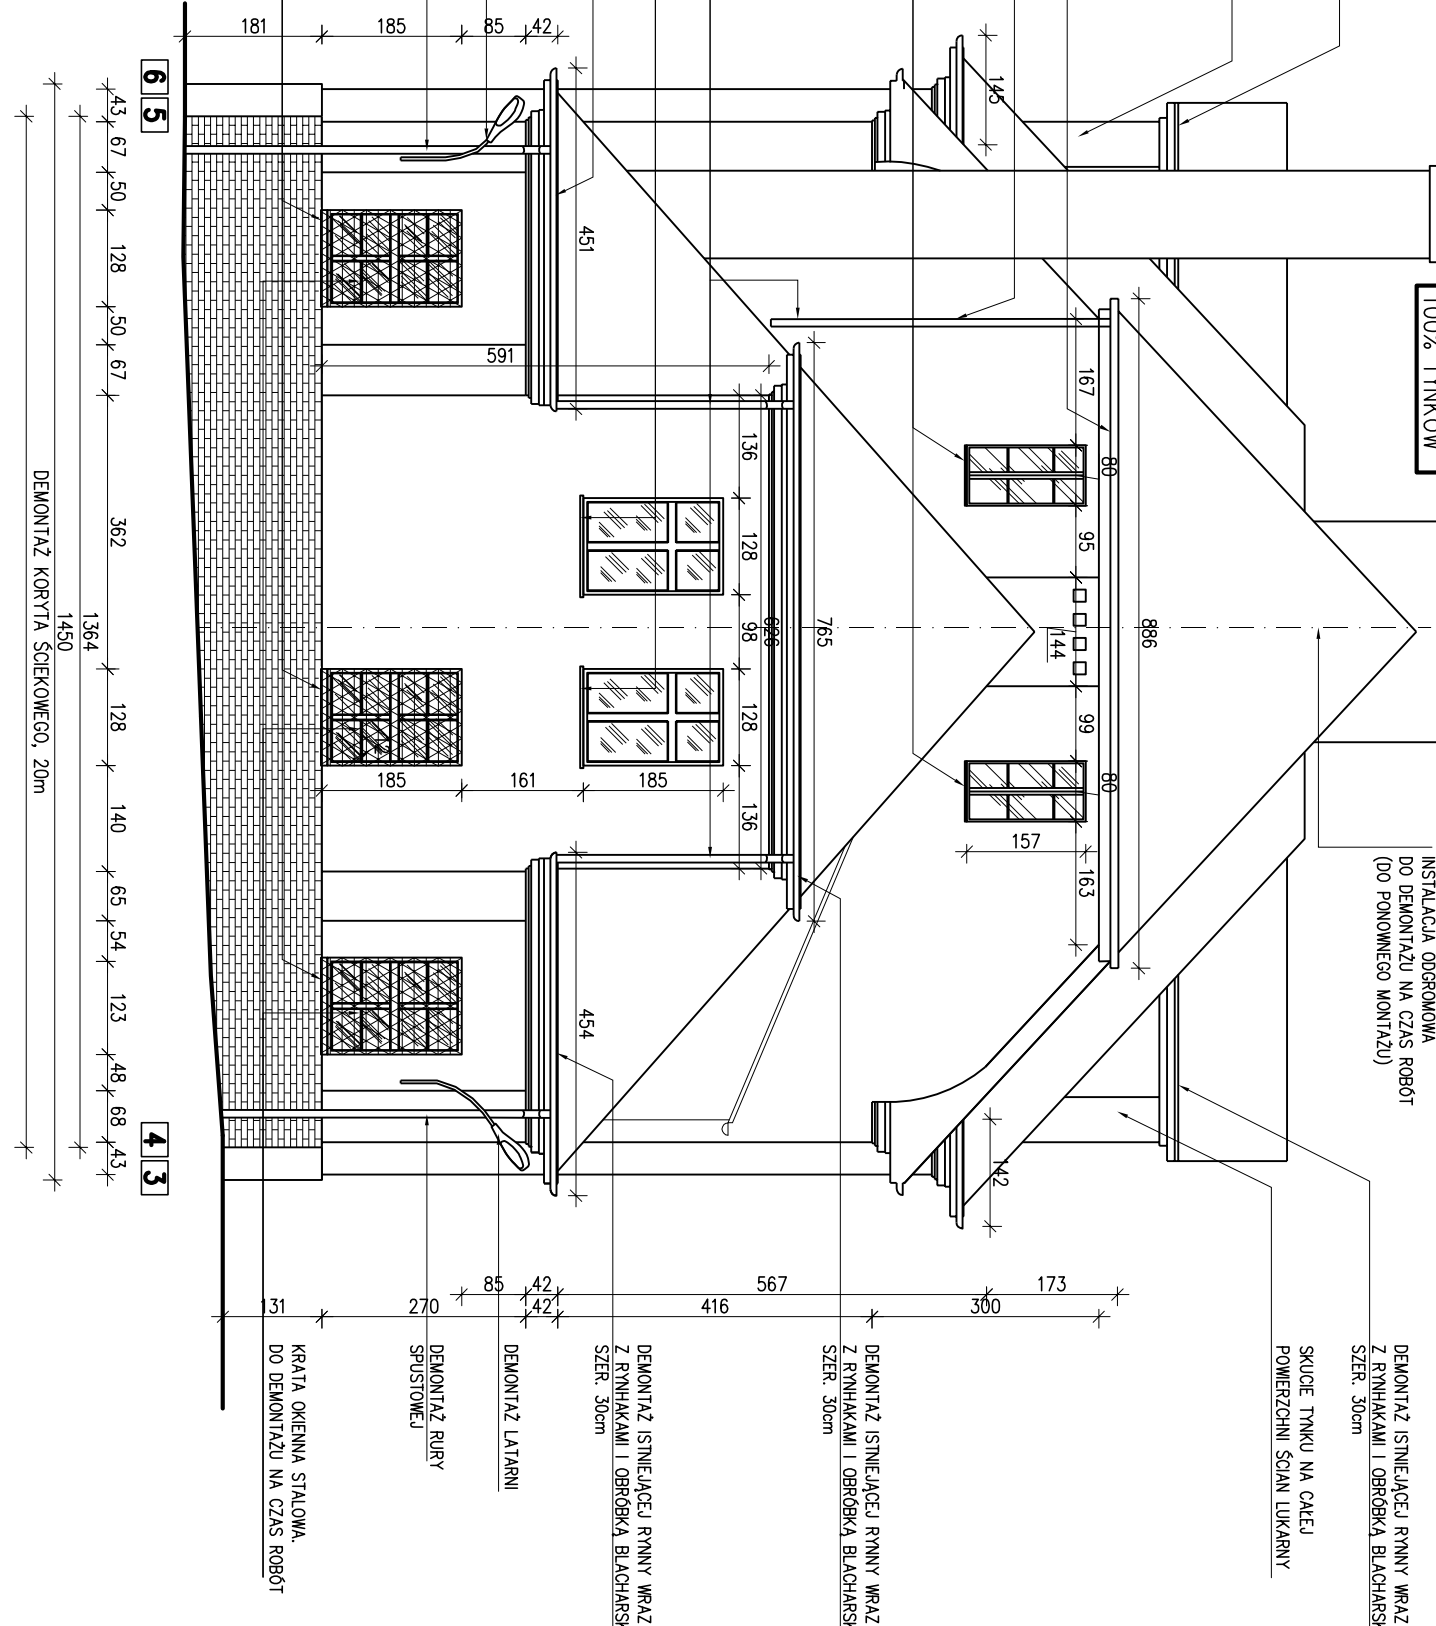 100% TYNKÓW
INSTALACJA ODGROMOWA
DO DEMONTAŻU NA CZAS ROBÓT
(DO PONOWNEGO MONTAŻU)
DEMONTAŻ ISTNIEJĄCEJ RYNNY WRAZ
Z RYNHAKAMI I OBRÓBKĄ BLACHARSK
SZER. 30cm
SKUCIE TYNKU NA CAŁEJ
POWIERZCHNI ŚCIAN LUKARNY
DEMONTAŻ ISTNIEJĄCEJ RYNNY WRAZ
Z RYNHAKAMI I OBRÓBKĄ BLACHARSK
SZER. 30cm
DEMONTAŻ ISTNIEJĄCEJ RYNNY WRAZ
Z RYNHAKAMI I OBRÓBKĄ BLACHARSK
SZER. 30cm
DEMONTAŻ LATARNI
DEMONTAŻ RURY
SPUSTOWEJ
KRATA OKIENNA STALOWA.
DO DEMONTAŻU NA CZAS ROBÓT
181 185 85 42
145
886
167 80 95 144 99 80 163
157
142
765
626
136 128 98 128 136
591
451
454
185 161 185
85 42 567 173
131 270 42 416 300
43 67 50 128 50 67 362 128 140 65 54 123 48 68 43
1364
1450
DEMONTAŻ KORYTA ŚCIEKOWEGO, 20m
6 5
4 3